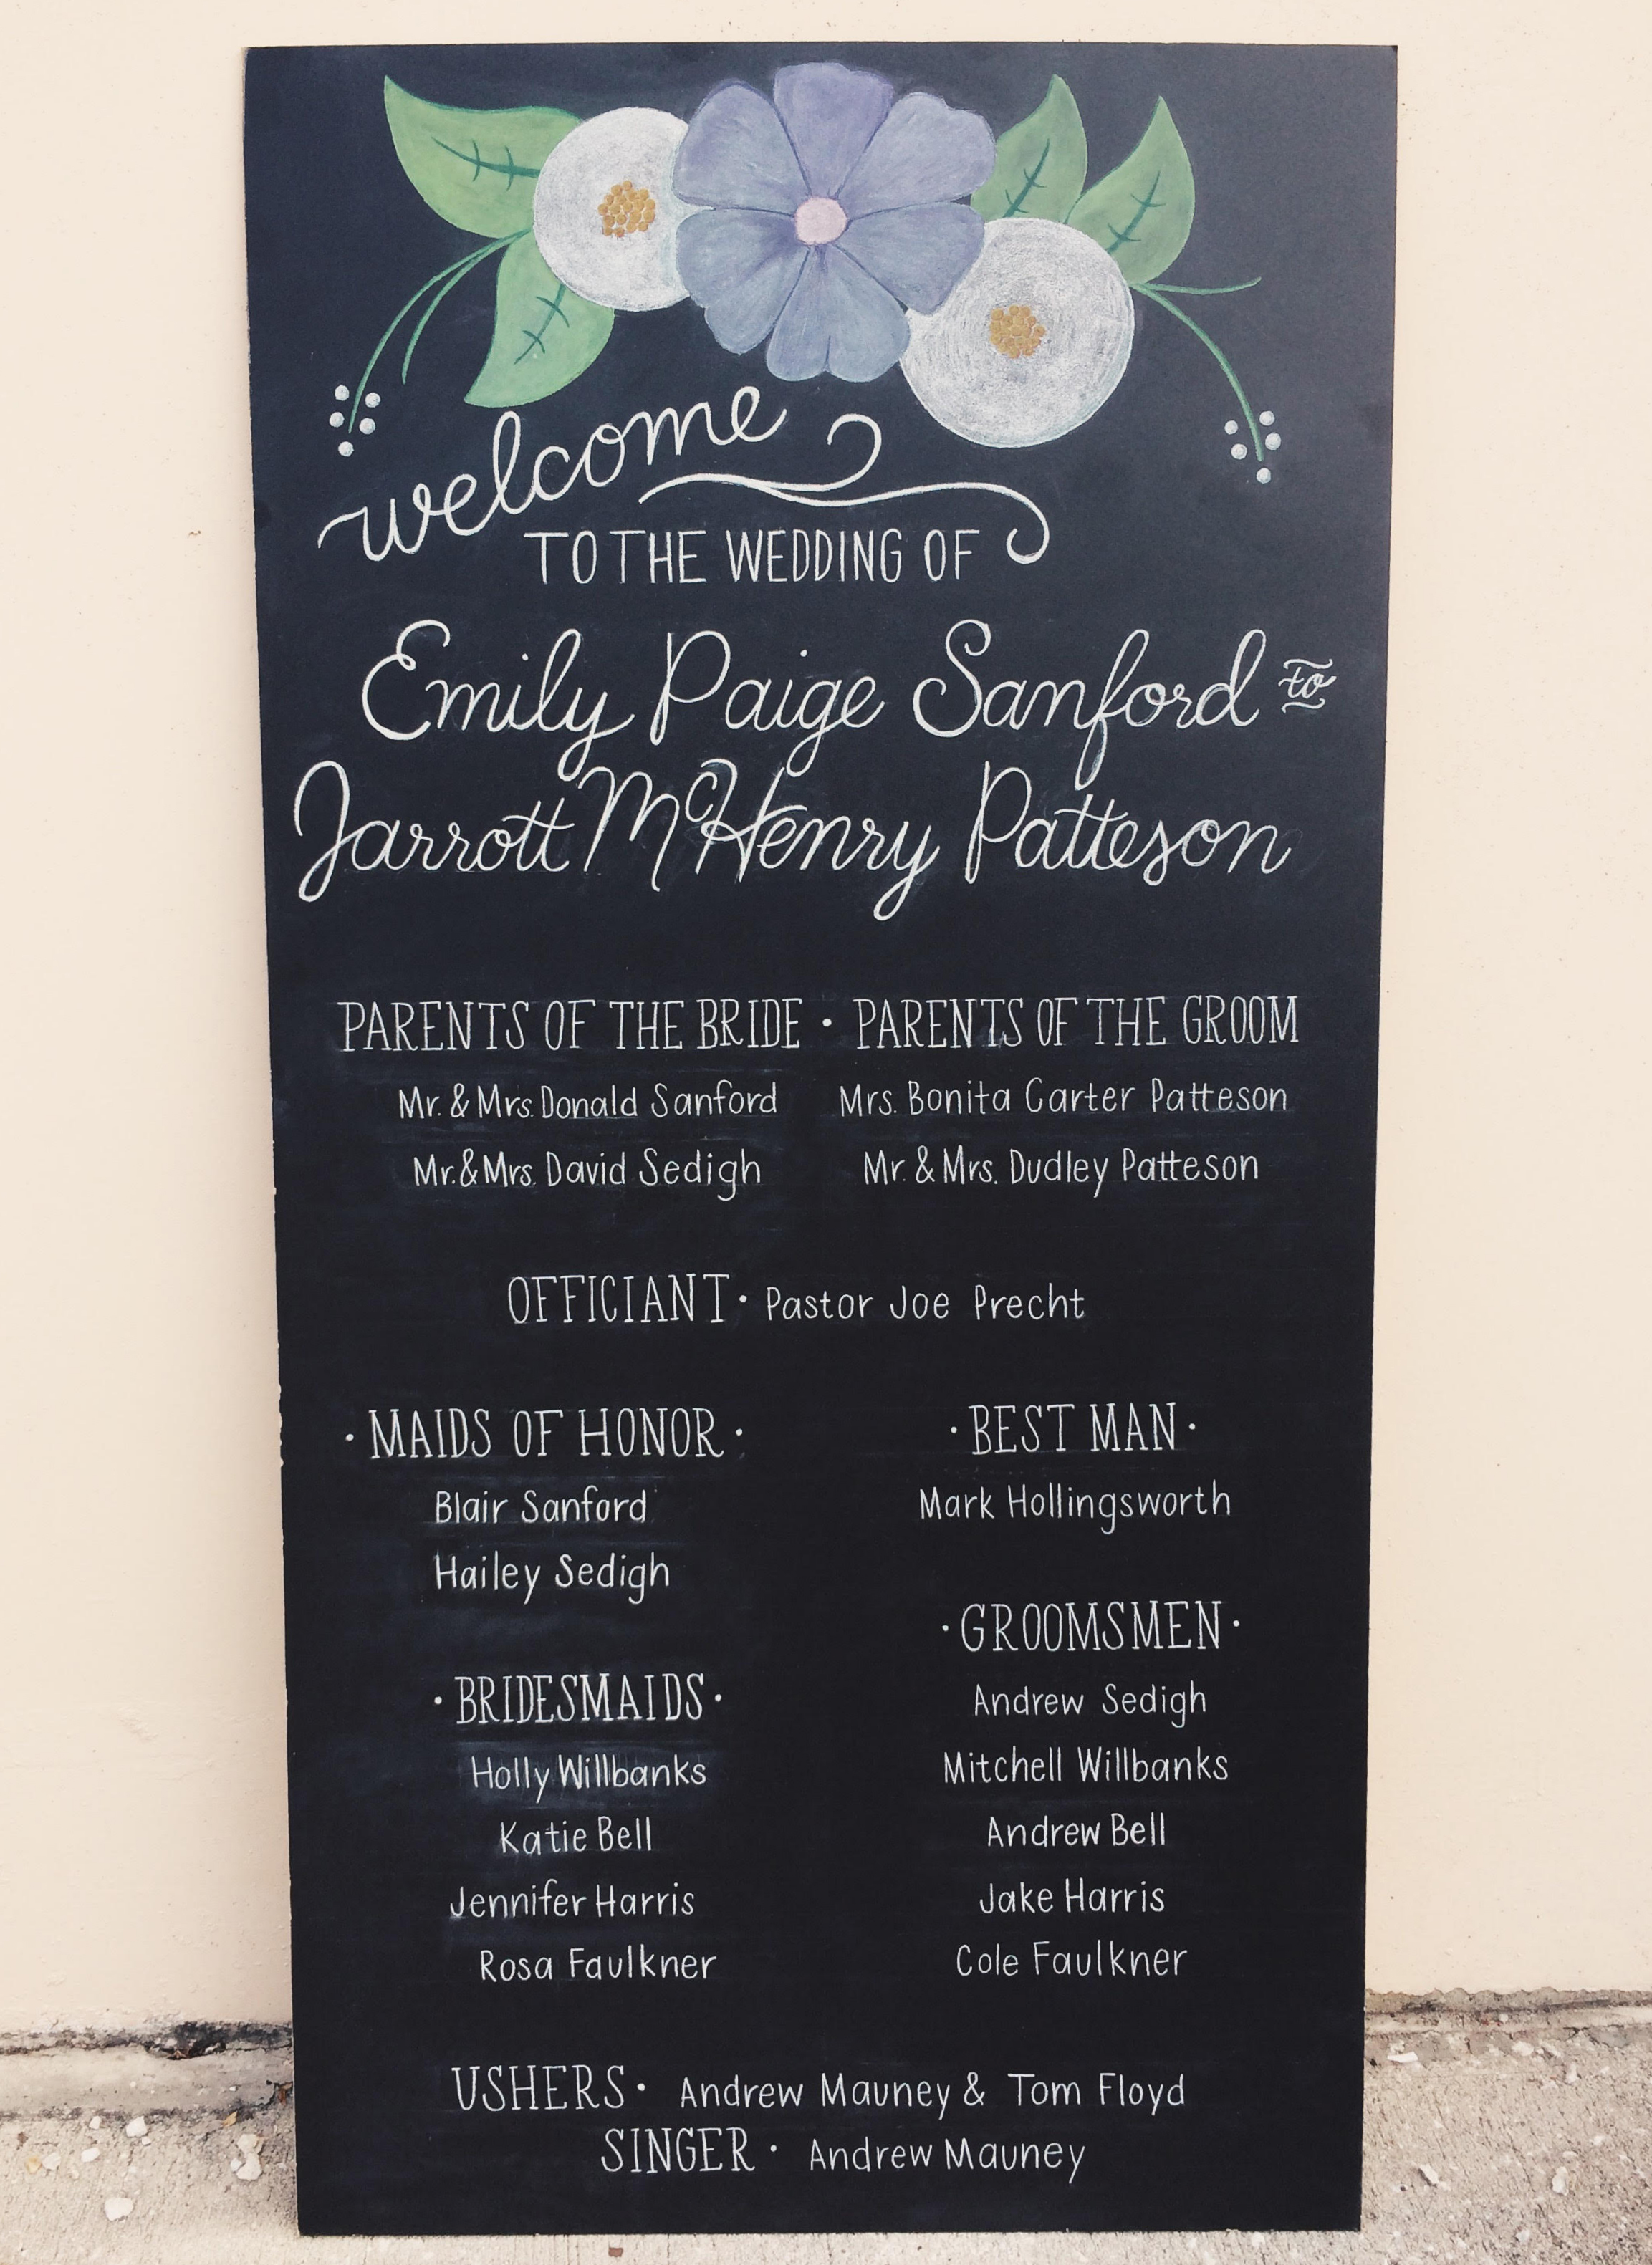 welcome
TO THE WEDDING OF
Emily Paige Sanford to
Jarrott McHenry Patteson
PARENTS OF THE BRIDE · PARENTS OF THE GROOM
Mr. & Mrs. Donald Sanford Mrs. Bonita Carter Patteson
Mr. & Mrs. David Sedigh Mr. & Mrs. Dudley Patteson
OFFICIANT · Pastor Joe Precht
· MAIDS OF HONOR ·
Blair Sanford
Hailey Sedigh
· BRIDESMAIDS ·
Holly Willbanks
Katie Bell
Jennifer Harris
Rosa Faulkner
· BEST MAN ·
Mark Hollingsworth
· GROOMSMEN ·
Andrew Sedigh
Mitchell Willbanks
Andrew Bell
Jake Harris
Cole Faulkner
USHERS · Andrew Mauney & Tom Floyd
SINGER · Andrew Mauney